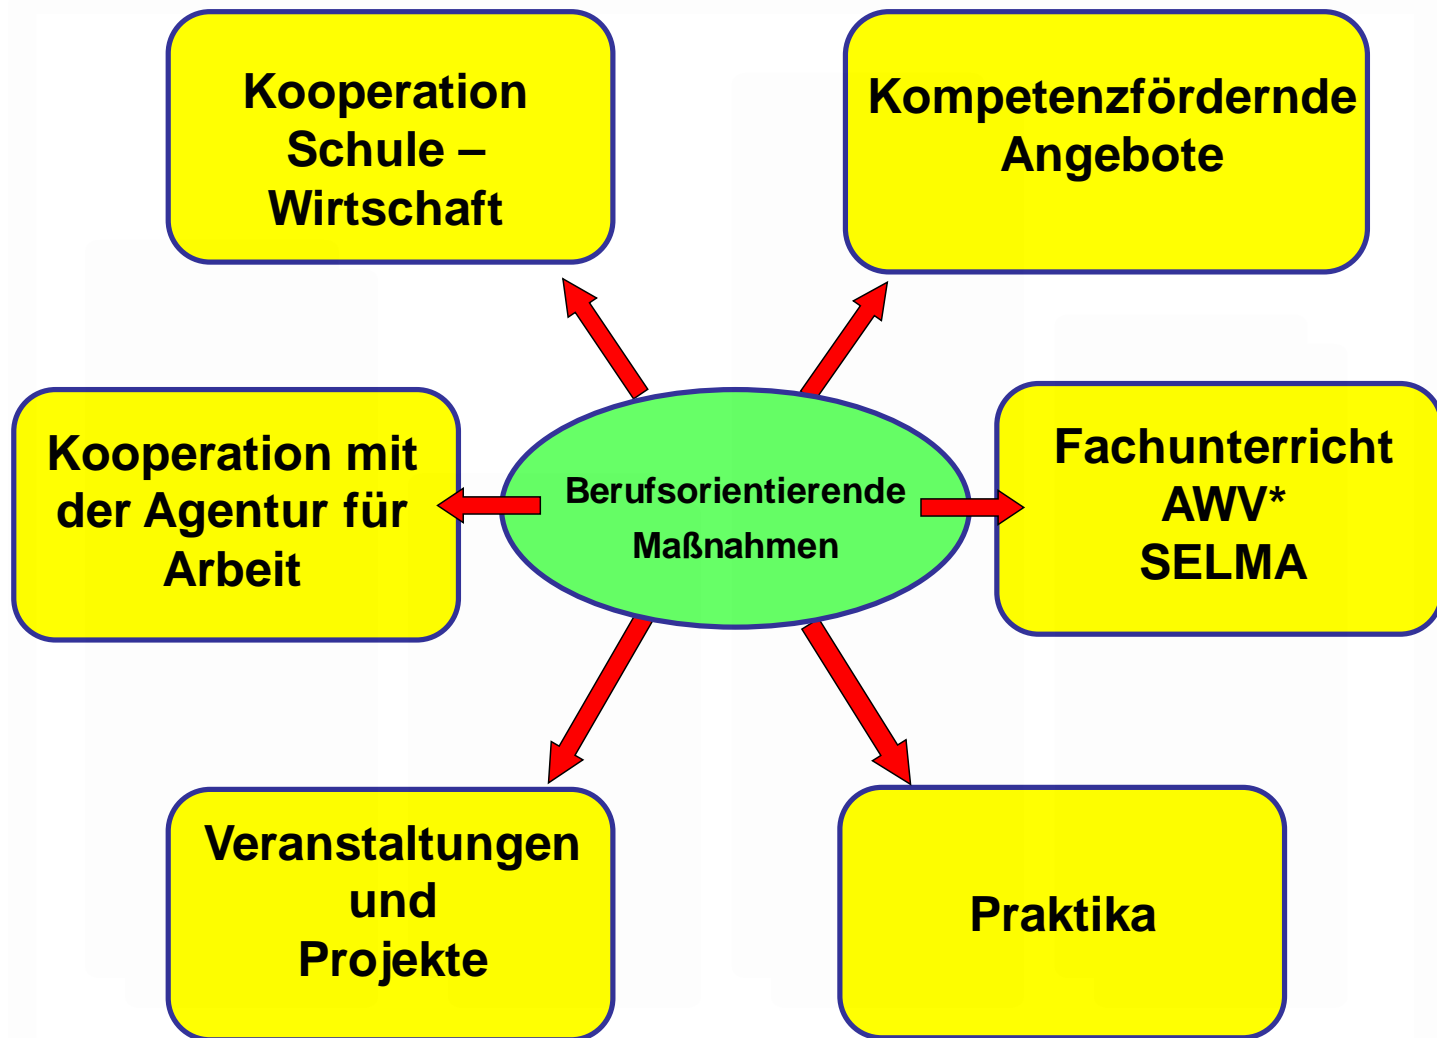 Kooperation
Schule –
Wirtschaft
Kompetenzfördernde
Angebote
Kooperation mit
der Agentur für
Arbeit
Berufsorientierende
Maßnahmen
Fachunterricht
AWV*
SELMA
Veranstaltungen
und
Projekte
Praktika